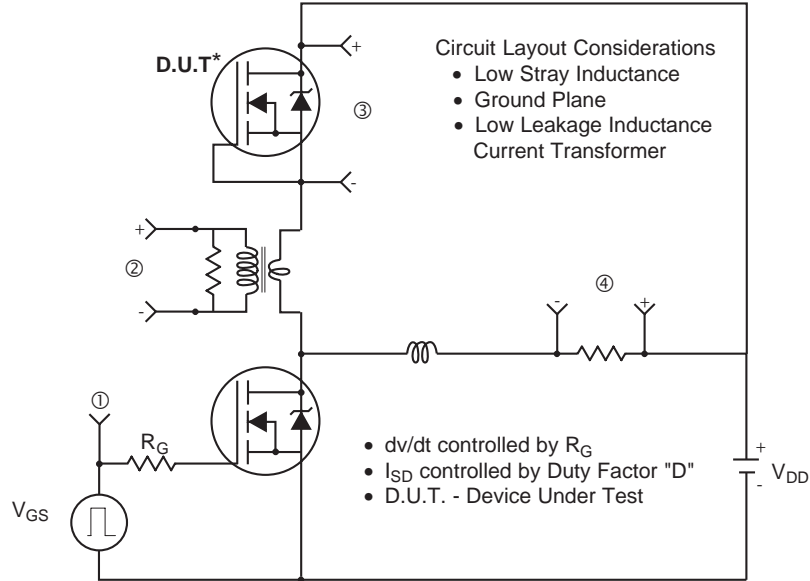 D.U.T*
+
Circuit Layout Considerations
• Low Stray Inductance
• Ground Plane
• Low Leakage Inductance
Current Transformer
③
-
+
②
-
④
- +
①
R_G
V_GS
• dv/dt controlled by R_G
• I_SD controlled by Duty Factor "D"
• D.U.T. - Device Under Test
+
V_DD
-